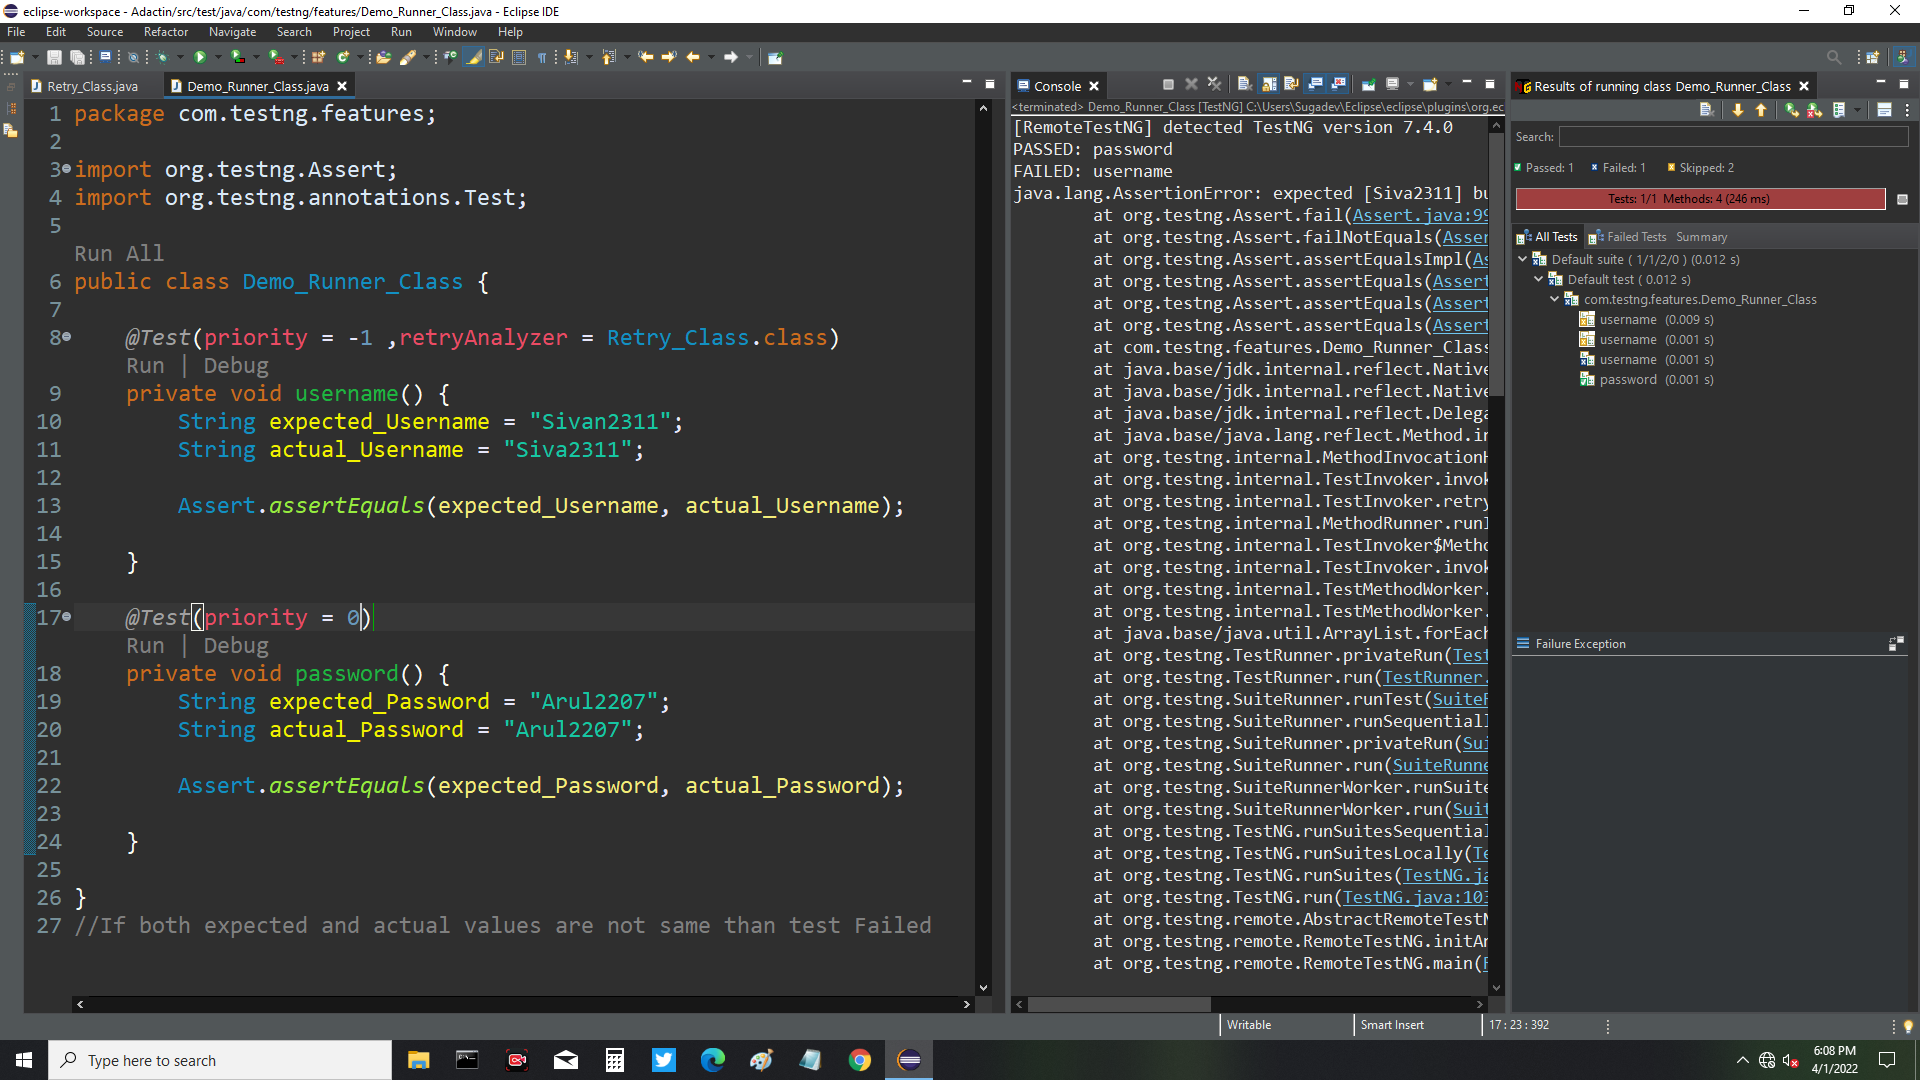 eclipse-workspace - Adactin/src/test/java/com/testng/features/Demo_Runner_Class.java - Eclipse IDE
File Edit Source Refactor Navigate Search Project Run Window Help
Retry_Class.java
Demo_Runner_Class.java
1 package com.testng.features;
2
3 import org.testng.Assert;
4 import org.testng.annotations.Test;
5
Run All
6 public class Demo_Runner_Class {
7
8 @Test(priority = -1 ,retryAnalyzer = Retry_Class.class)
Run | Debug
9 private void username() {
10 String expected_Username = "Sivan2311";
11 String actual_Username = "Siva2311";
12
13 Assert.assertEquals(expected_Username, actual_Username);
14
15 }
16
17 @Test(priority = 0)
Run | Debug
18 private void password() {
19 String expected_Password = "Arul2207";
20 String actual_Password = "Arul2207";
21
22 Assert.assertEquals(expected_Password, actual_Password);
23
24 }
25
26 }
27 //If both expected and actual values are not same than test Failed
Console
<terminated> Demo_Runner_Class [TestNG] C:\Users\Sugadev\Eclipse\eclipse\plugins\org.ec
[RemoteTestNG] detected TestNG version 7.4.0
PASSED: password
FAILED: username
java.lang.AssertionError: expected [Siva2311] bu
at org.testng.Assert.fail(Assert.java:99
at org.testng.Assert.failNotEquals(Asser
at org.testng.Assert.assertEqualsImpl(As
at org.testng.Assert.assertEquals(Assert
at org.testng.Assert.assertEquals(Assert
at org.testng.Assert.assertEquals(Assert
at com.testng.features.Demo_Runner_Class
at java.base/jdk.internal.reflect.Native
at java.base/jdk.internal.reflect.Native
at java.base/jdk.internal.reflect.Delega
at java.base/java.lang.reflect.Method.in
at org.testng.internal.MethodInvocationH
at org.testng.internal.TestInvoker.invok
at org.testng.internal.TestInvoker.retry
at org.testng.internal.MethodRunner.runI
at org.testng.internal.TestInvoker$Metho
at org.testng.internal.TestInvoker.invok
at org.testng.internal.TestMethodWorker.
at org.testng.internal.TestMethodWorker.
at java.base/java.util.ArrayList.forEach
at org.testng.TestRunner.privateRun(Test
at org.testng.TestRunner.run(TestRunner.
at org.testng.SuiteRunner.runTest(SuiteR
at org.testng.SuiteRunner.runSequentiall
at org.testng.SuiteRunner.privateRun(Sui
at org.testng.SuiteRunner.run(SuiteRunne
at org.testng.SuiteRunnerWorker.runSuite
at org.testng.SuiteRunnerWorker.run(Suit
at org.testng.TestNG.runSuitesSequential
at org.testng.TestNG.runSuitesLocally(Te
at org.testng.TestNG.runSuites(TestNG.ja
at org.testng.TestNG.run(TestNG.java:103
at org.testng.remote.AbstractRemoteTestN
at org.testng.remote.RemoteTestNG.initAn
at org.testng.remote.RemoteTestNG.main(R
Results of running class Demo_Runner_Class
Search:
Passed: 1 Failed: 1 Skipped: 2
Tests: 1/1 Methods: 4 (246 ms)
All Tests Failed Tests Summary
Default suite ( 1/1/2/0 ) (0.012 s)
Default test ( 0.012 s)
com.testng.features.Demo_Runner_Class
username (0.009 s)
username (0.001 s)
username (0.001 s)
password (0.001 s)
Failure Exception
Writable Smart Insert 17 : 23 : 392
Type here to search
6:08 PM
4/1/2022